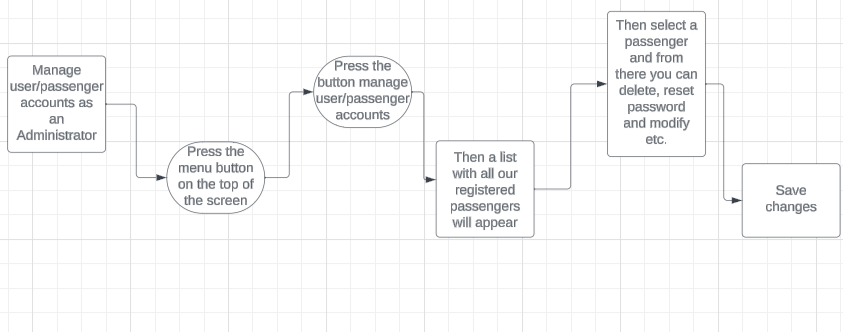 Manage
user/passenger
accounts as
an
Administrator
Press the
menu button
on the top of
the screen
Press the
button manage
user/passenger
accounts
Then a list
with all our
registered
passengers
will appear
Then select a
passenger
and from
there you can
delete, reset
password
and modify
etc.
Save
changes